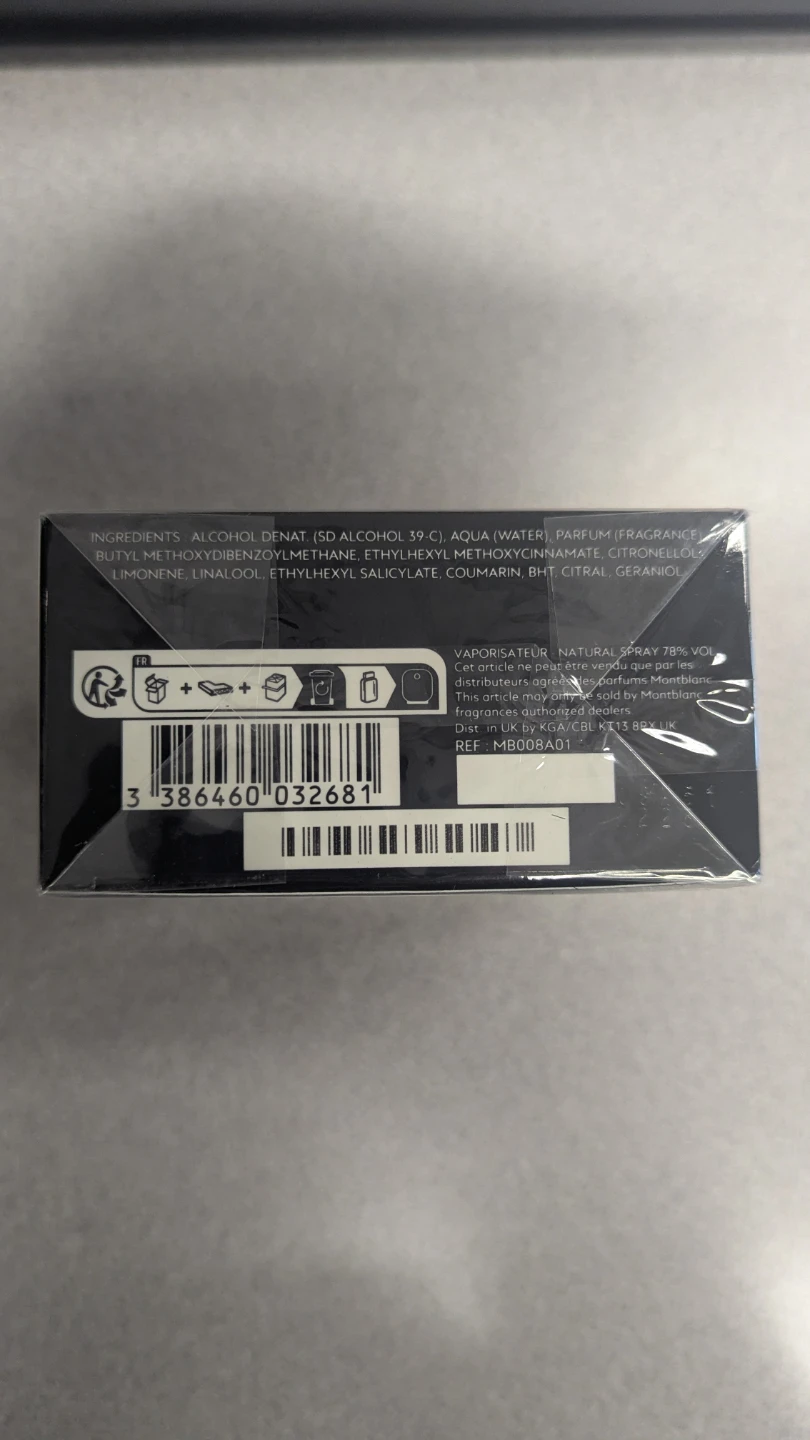 INGREDIENTS : ALCOHOL DENAT. (SD ALCOHOL 39-C), AQUA (WATER), PARFUM (FRAGRANCE),
BUTYL METHOXYDIBENZOYLMETHANE, ETHYLHEXYL METHOXYCINNAMATE, CITRONELLOL,
LIMONENE, LINALOOL, ETHYLHEXYL SALICYLATE, COUMARIN, BHT, CITRAL, GERANIOL.
FR
VAPORISATEUR NATURAL SPRAY 78% VOL
Cet article ne peut être vendu que par les
distributeurs agréés des parfums Montblanc
This article may only be sold by Montblanc
fragrances authorized dealers
Dist. in UK by KGA/CBL KT13 8PX UK
REF : MB008A01
3 386460 032681